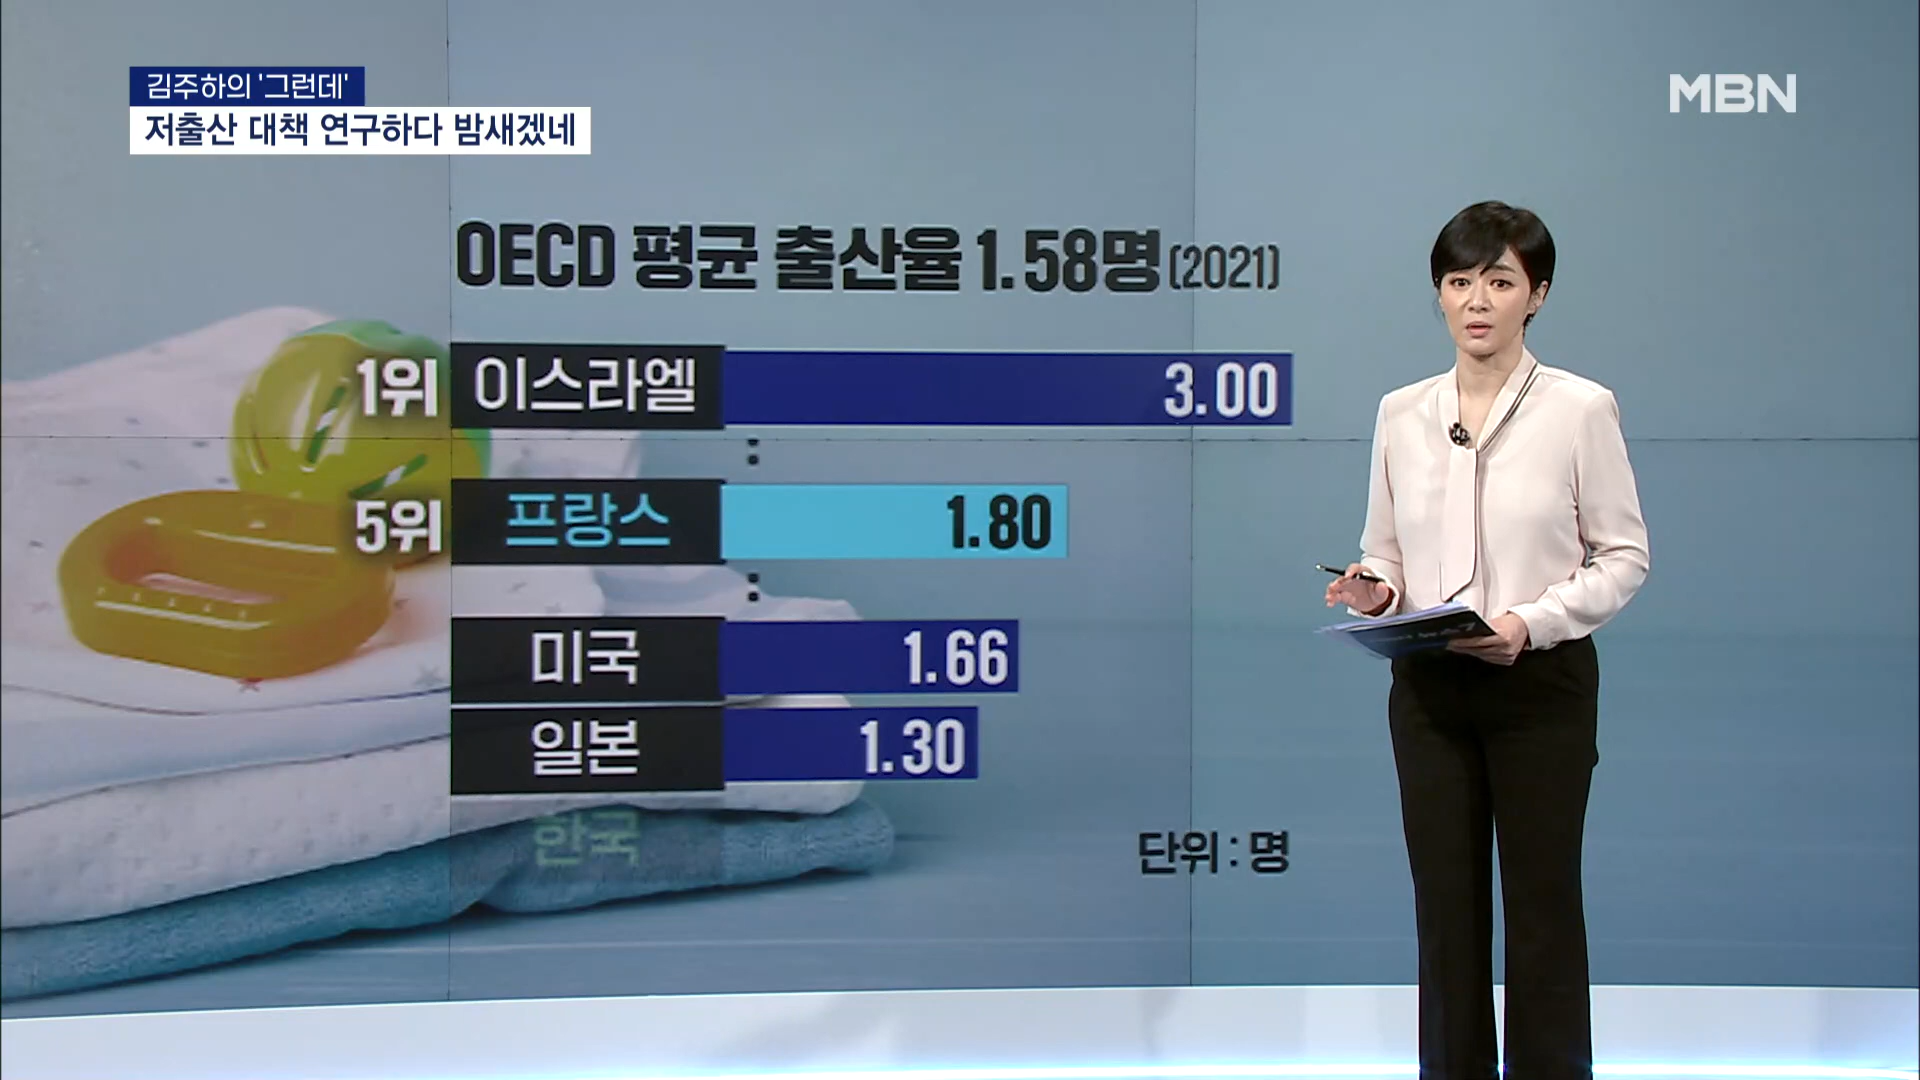 김주하의 '그런데'
저출산 대책 연구하다 밤새겠네
MBN
OECD 평균 출산율 1.58명 (2021)
1위 이스라엘 3.00
5위 프랑스 1.80
미국 1.66
일본 1.30
한국
단위 : 명